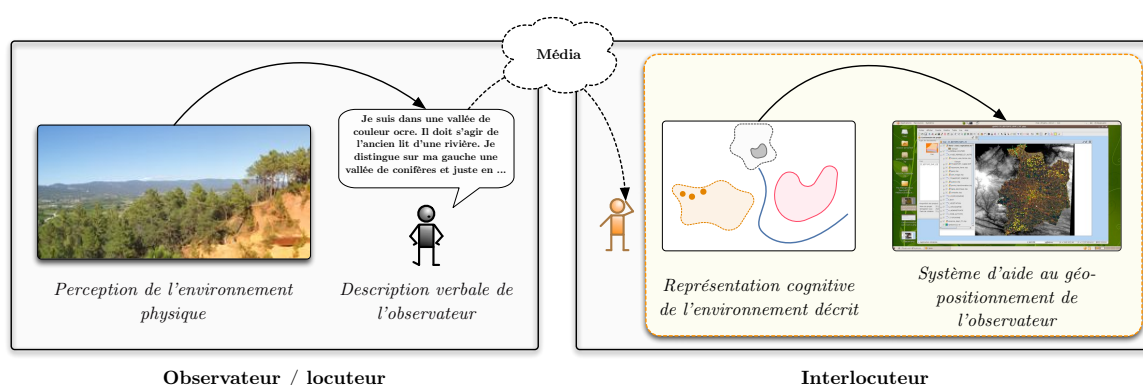 Média
Je suis dans une vallée de
couleur ocre. Il doit s'agir de
l'ancien lit d'une rivière. Je
distingue sur ma gauche une
vallée de conifères et juste en ...
Perception de l'environnement
physique
Description verbale de
l'observateur
Représentation cognitive
de l'environnement décrit
Système d'aide au géo-
positionnement de
l'observateur
Observateur / locuteur
Interlocuteur